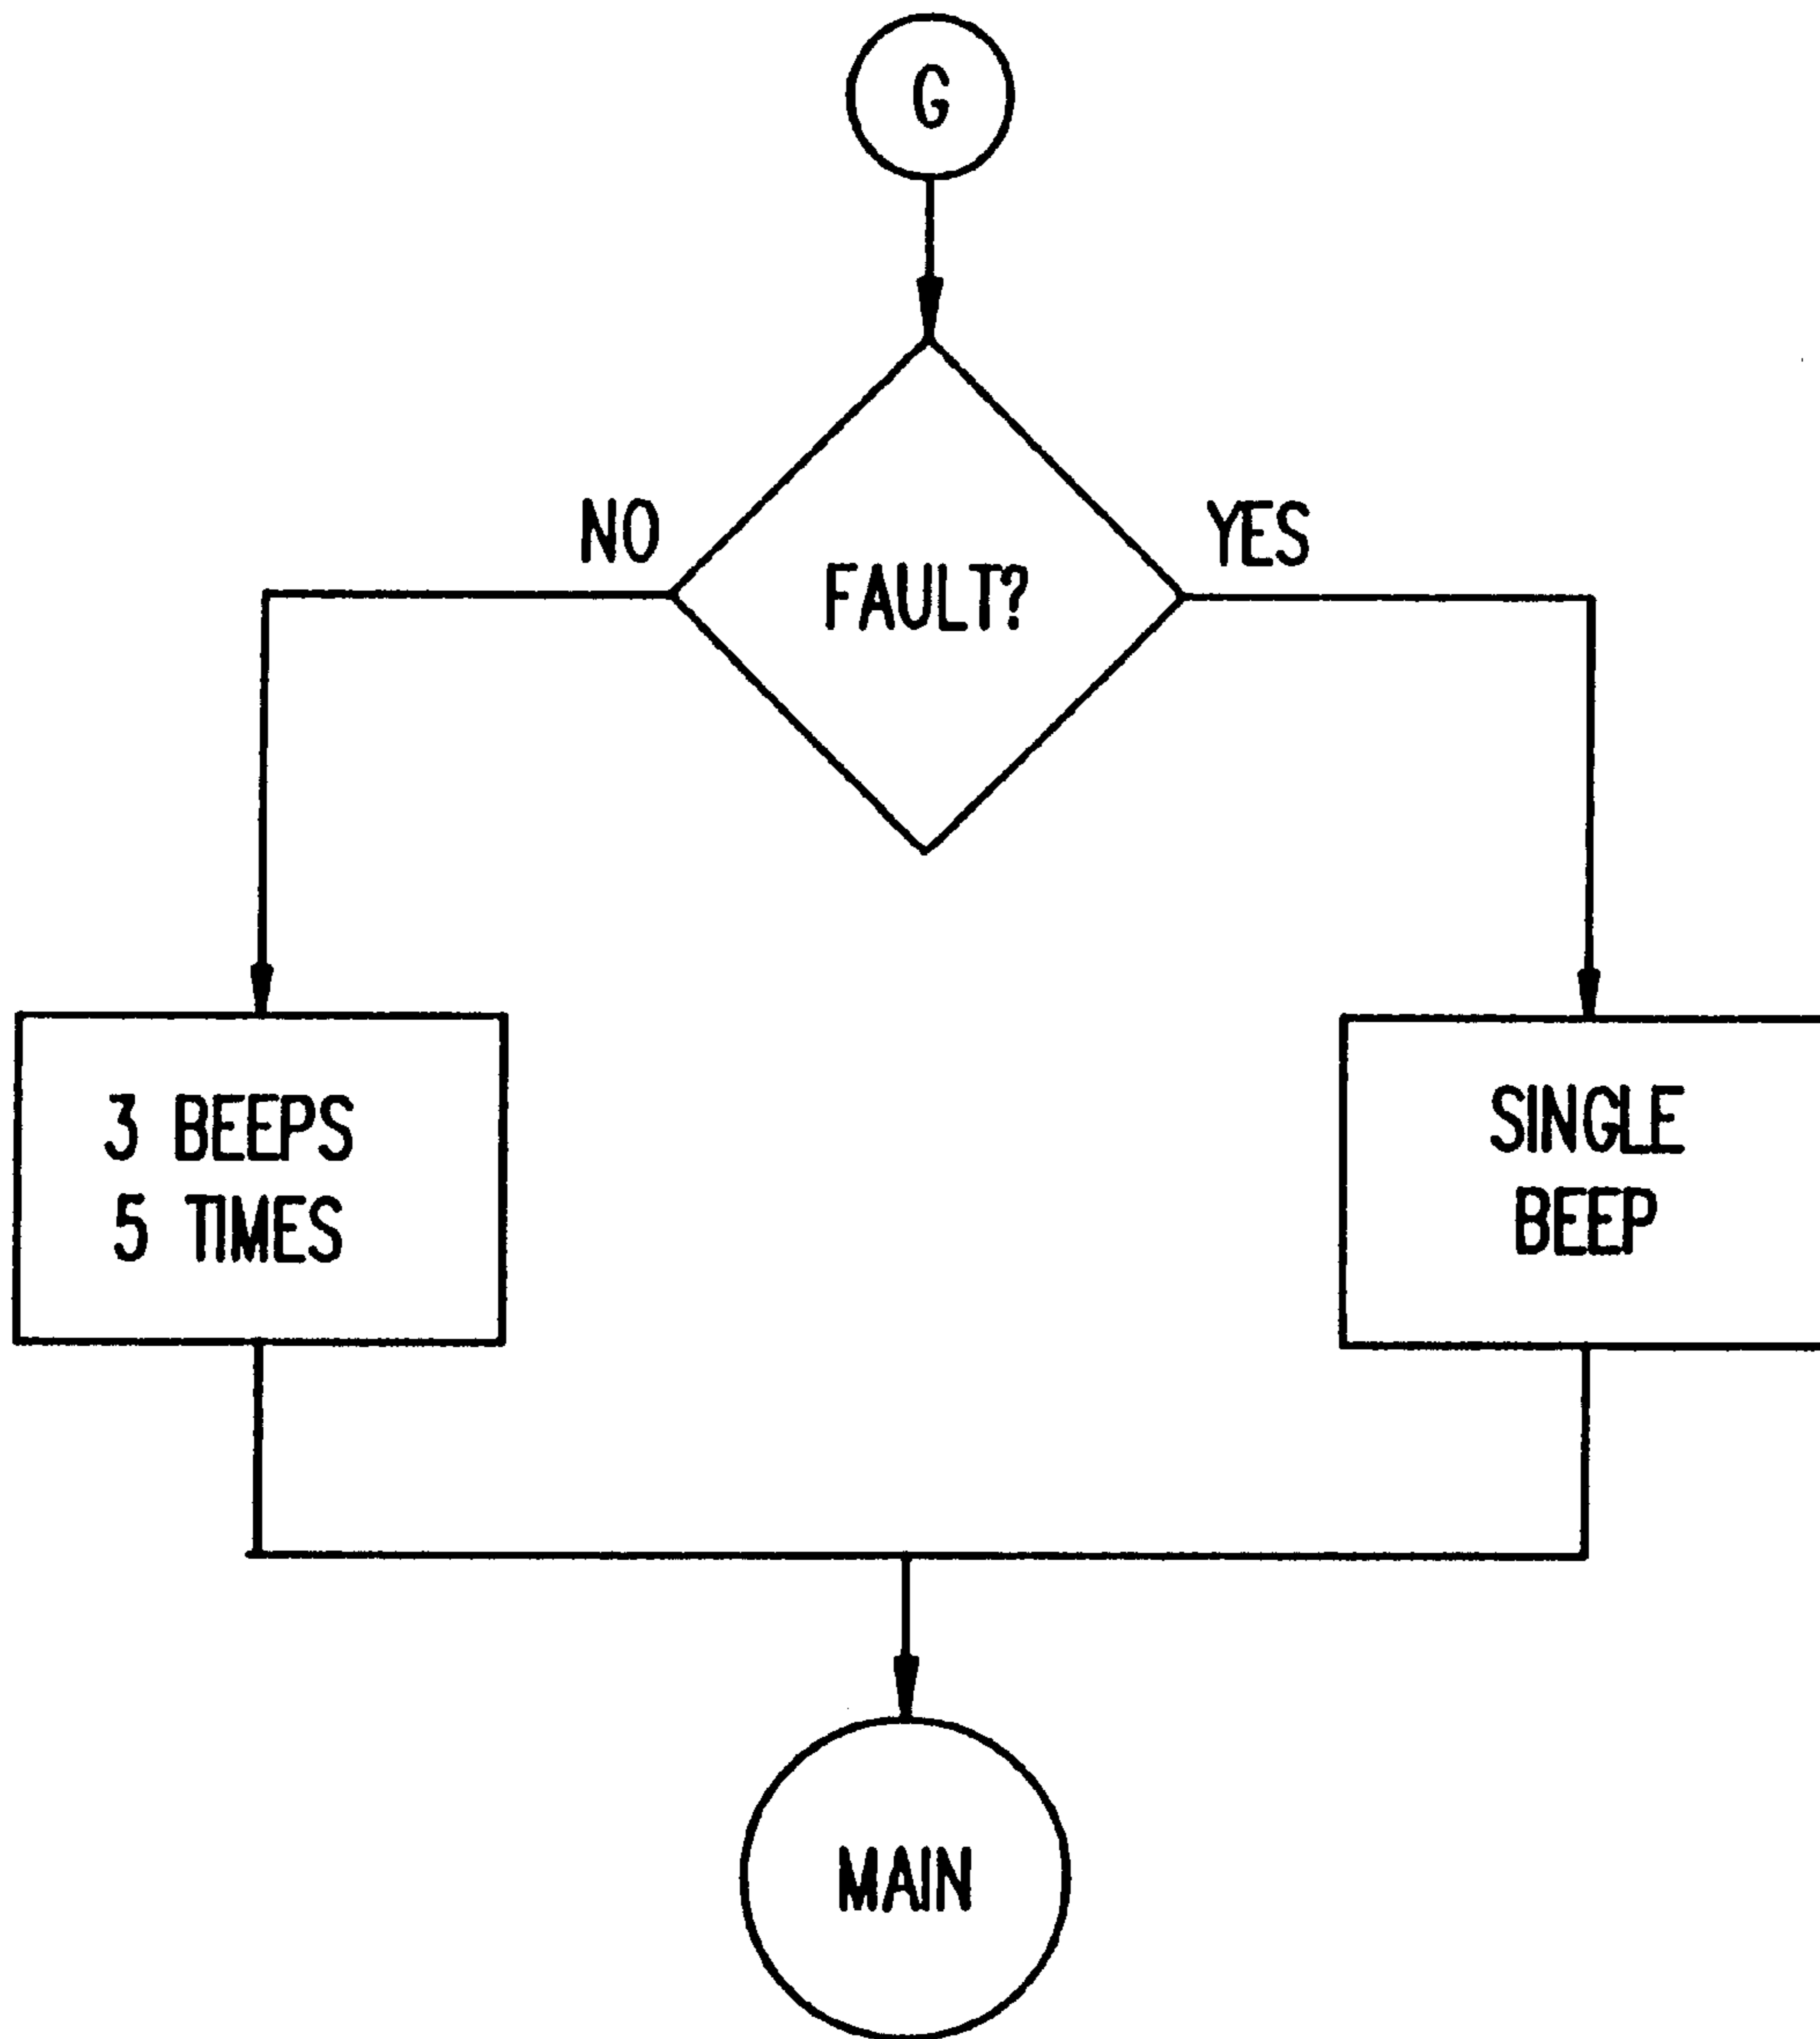 G
NO
YES
FAULT?
3 BEEPS
5 TIMES
SINGLE
BEEP
MAIN